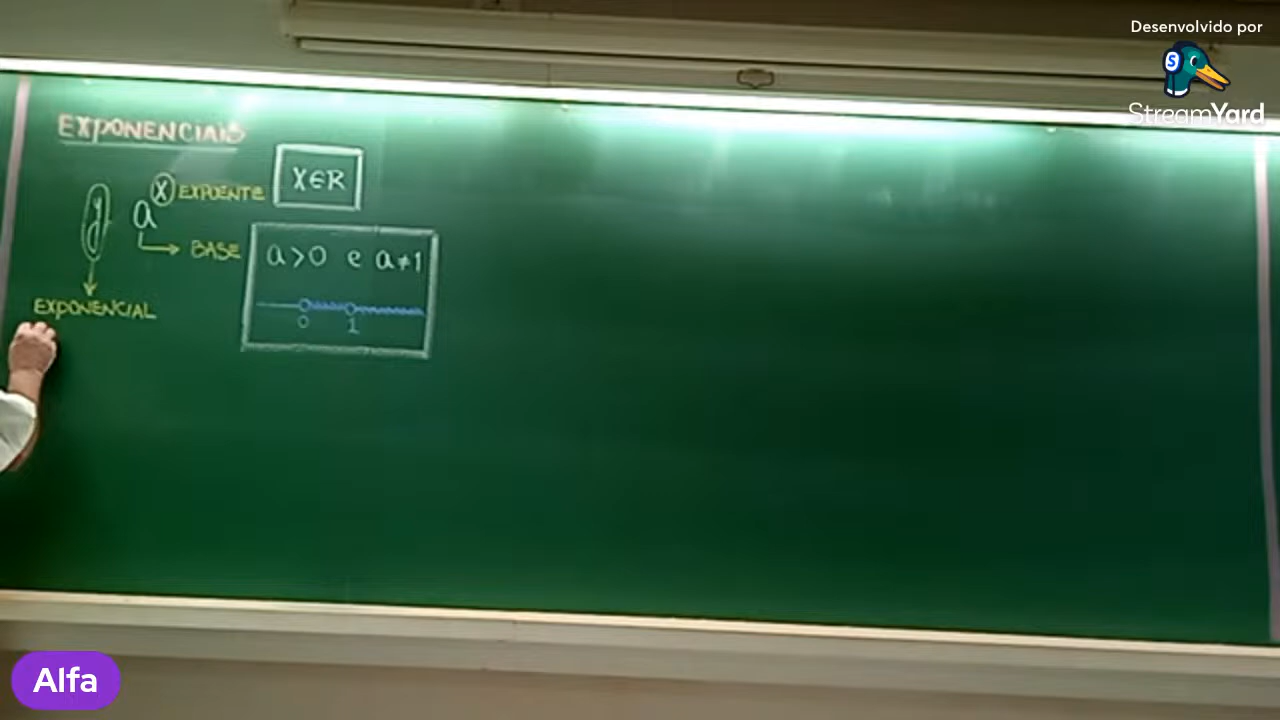 Desenvolvido por
StreamYard
EXPONENCIAIS
y a x EXPOENTE
X∈R
BASE
a>0 e a≠1
EXPONENCIAL
0 1
Alfa